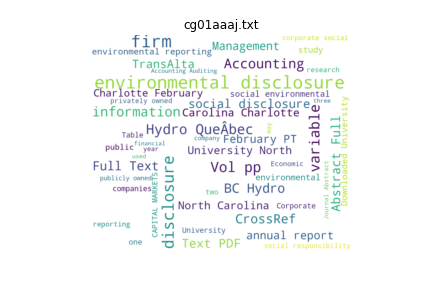 cg01aaaj.txt
corporate social
firm
environmental reporting
Management
study
TransAlta
Accounting
Accounting Auditing
research
environmental disclosure
Charlotte February
social environmental
privately owned
social disclosure
three
information
Carolina Charlotte
variable
Abstract Full
Downloaded University
Hydro QueÂbec
may
Table
company
February PT
public
financial
year
University North
used
Full Text
disclosure
Vol pp
Economic
Journal Abstract
publicly owned
CAPITAL MARKETS
environmental
companies
two
BC Hydro
North Carolina
Corporate
reporting
CrossRef
University
annual report
one
Text PDF
social responsibility